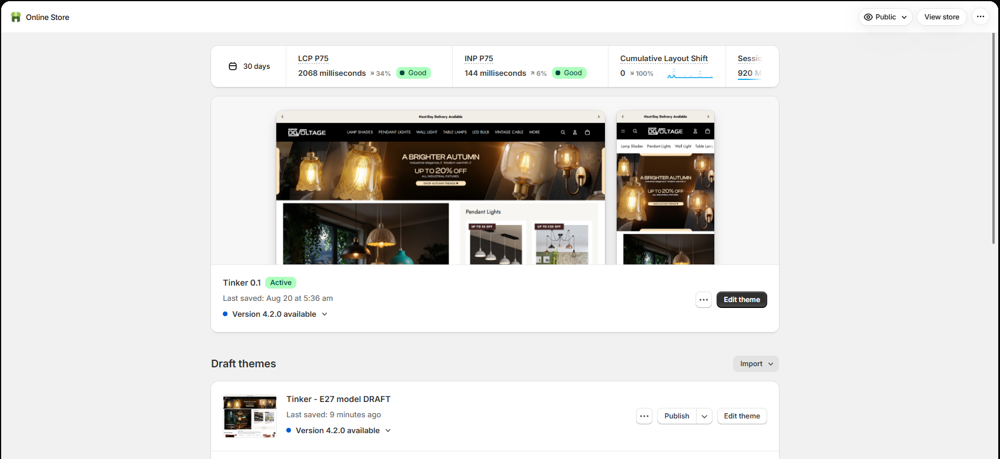 Online Store
Public
View store
30 days
LCP P75
2068 milliseconds 34% Good
INP P75
144 milliseconds 6% Good
Cumulative Layout Shift
0 100%
Sessio
920 M
Next-Day Delivery Available
DGVOLTAGE
LAMP SHADES PENDANT LIGHTS WALL LIGHT TABLE LAMPS LED BULB VINTAGE CABLE MORE
A BRIGHTER AUTUMN
Industrial elegance..!! Modern warmth..!!
UP TO 20% OFF
ALL INDUSTRIAL FIXTURES.
SHOP AUTUMN TRENDS
Pendant Lights
UP TO £6 OFF
UP TO £20 OFF
Next-Day Delivery Available
DGVOLTAGE
Lamp Shades Pendant Lights Wall Light Table Lam
A BRIGHTER AUTUMN
Industrial elegance..!! Modern warmth..!!
UP TO 20% OFF
ALL INDUSTRIAL FIXTURES.
SHOP AUTUMN TRENDS
Tinker 0.1 Active
Last saved: Aug 20 at 5:36 am
Version 4.2.0 available
Edit theme
Draft themes
Import
Tinker - E27 model DRAFT
Last saved: 9 minutes ago
Version 4.2.0 available
Publish
Edit theme